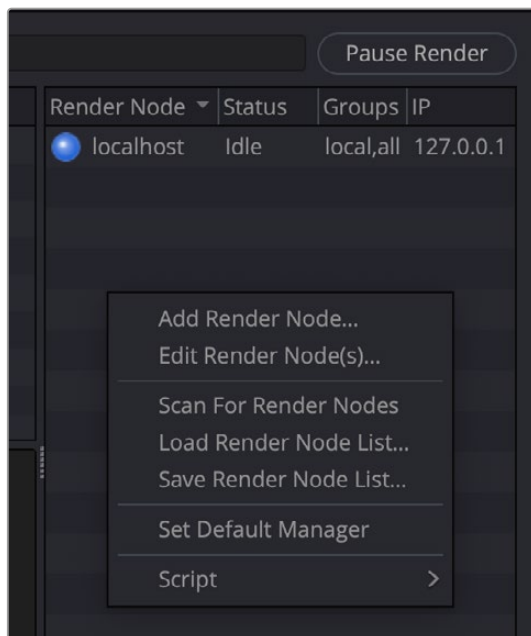 Pause Render
Render Node Status Groups IP
localhost Idle local,all 127.0.0.1
Add Render Node...
Edit Render Node(s)...
Scan For Render Nodes
Load Render Node List...
Save Render Node List...
Set Default Manager
Script